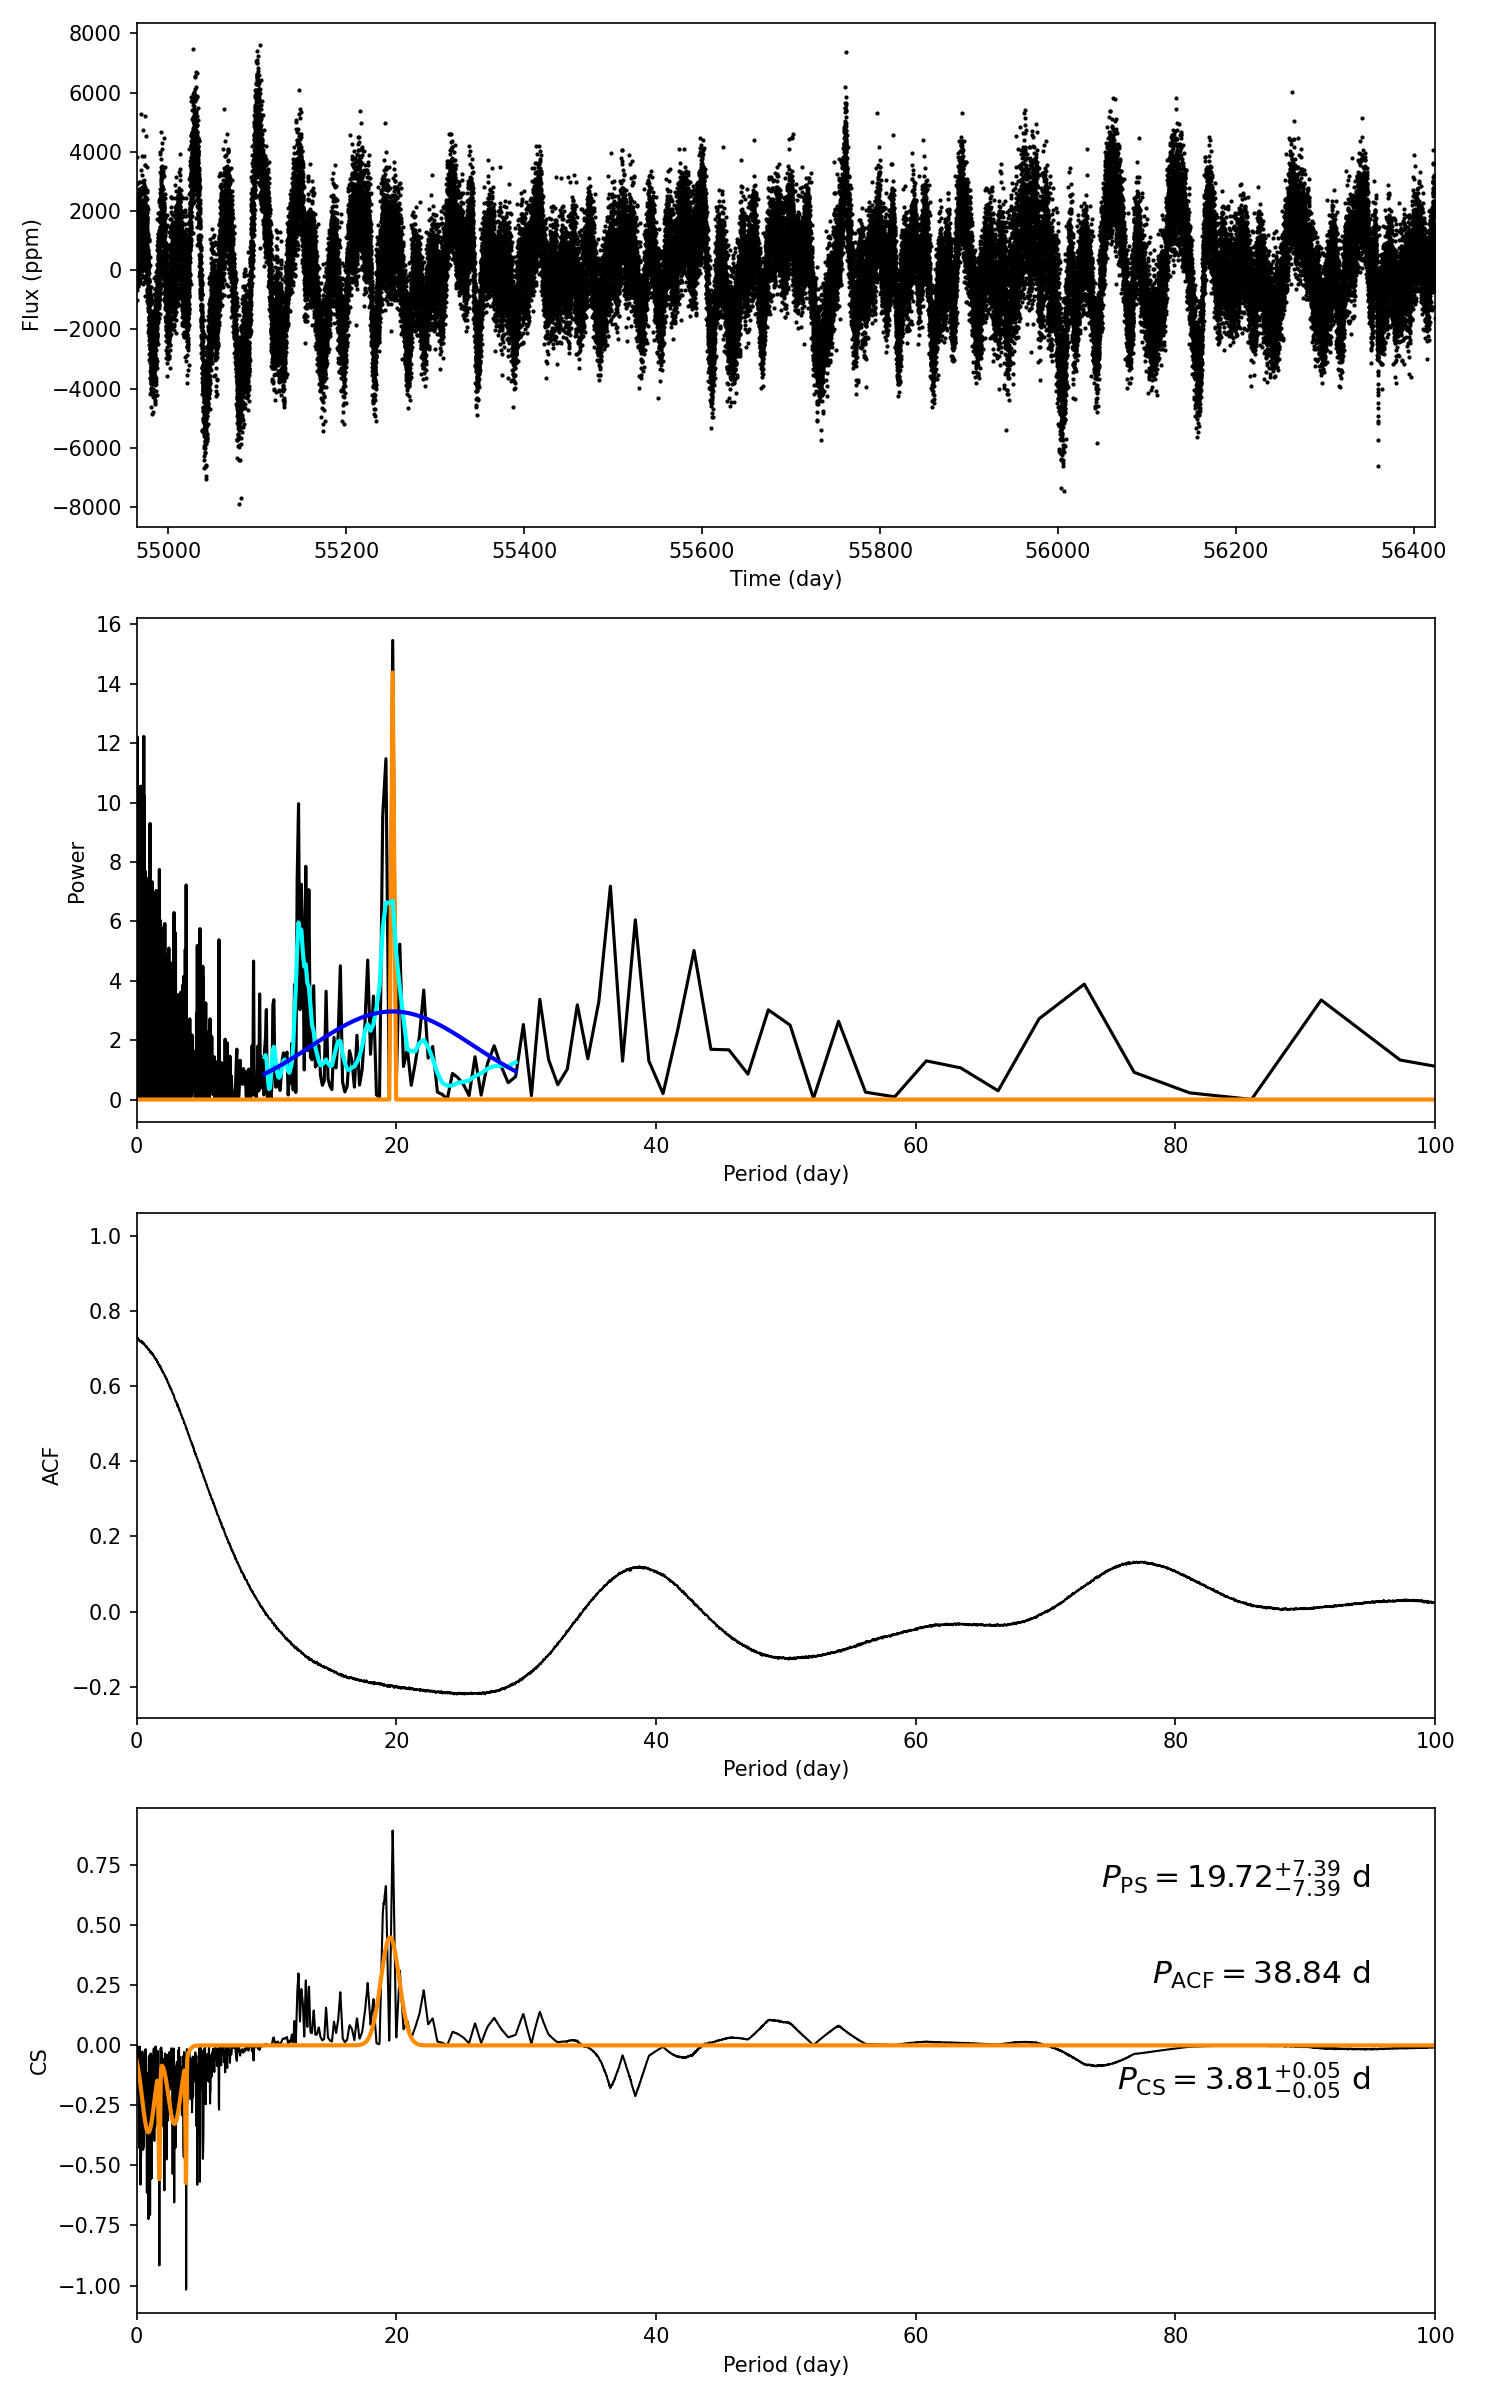 8000
6000
4000
2000
0
−2000
−4000
−6000
−8000
Flux (ppm)
55000 55200 55400 55600 55800 56000 56200 56400
Time (day)
16
14
12
10
8
6
4
2
0
Power
0 20 40 60 80 100
Period (day)
1.0
0.8
0.6
0.4
0.2
0.0
−0.2
ACF
0 20 40 60 80 100
Period (day)
0.75
0.50
0.25
0.00
−0.25
−0.50
−0.75
−1.00
CS
P_PS = 19.72^{+7.39}_{−7.39} d
P_ACF = 38.84 d
P_CS = 3.81^{+0.05}_{−0.05} d
0 20 40 60 80 100
Period (day)